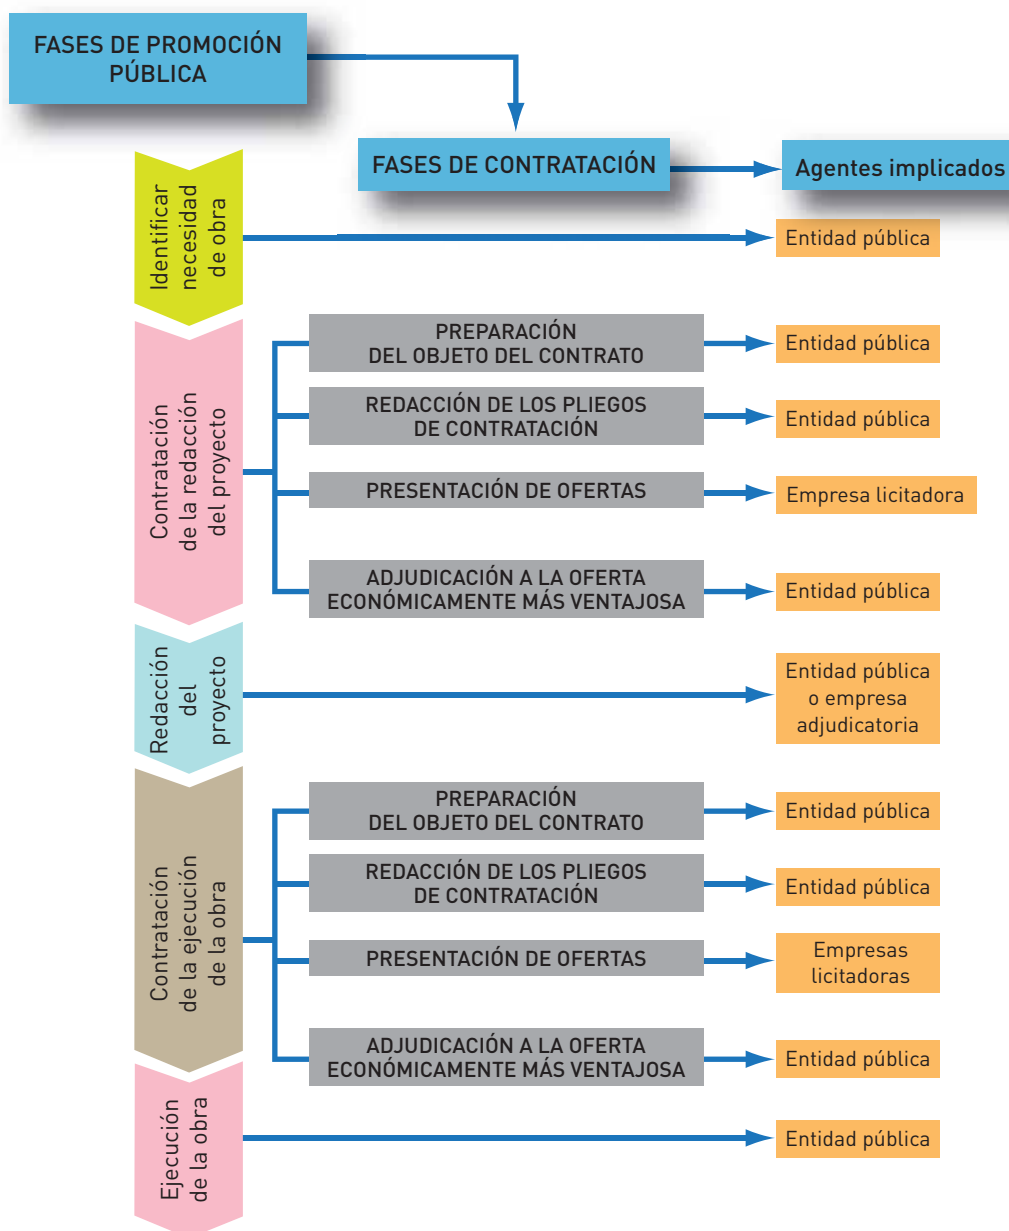 FASES DE PROMOCIÓN
PÚBLICA
FASES DE CONTRATACIÓN
Agentes implicados
Identificar
necesidad
de obra
Entidad pública
Contratación
de la redacción
del proyecto
PREPARACIÓN
DEL OBJETO DEL CONTRATO
Entidad pública
REDACCIÓN DE LOS PLIEGOS
DE CONTRATACIÓN
Entidad pública
PRESENTACIÓN DE OFERTAS
Empresa licitadora
ADJUDICACIÓN A LA OFERTA
ECONÓMICAMENTE MÁS VENTAJOSA
Entidad pública
Redacción
del
proyecto
Entidad pública
o empresa
adjudicatoria
Contratación
de la ejecución
de la obra
PREPARACIÓN
DEL OBJETO DEL CONTRATO
Entidad pública
REDACCIÓN DE LOS PLIEGOS
DE CONTRATACIÓN
Entidad pública
PRESENTACIÓN DE OFERTAS
Empresas
licitadoras
ADJUDICACIÓN A LA OFERTA
ECONÓMICAMENTE MÁS VENTAJOSA
Entidad pública
Ejecución
de la obra
Entidad pública